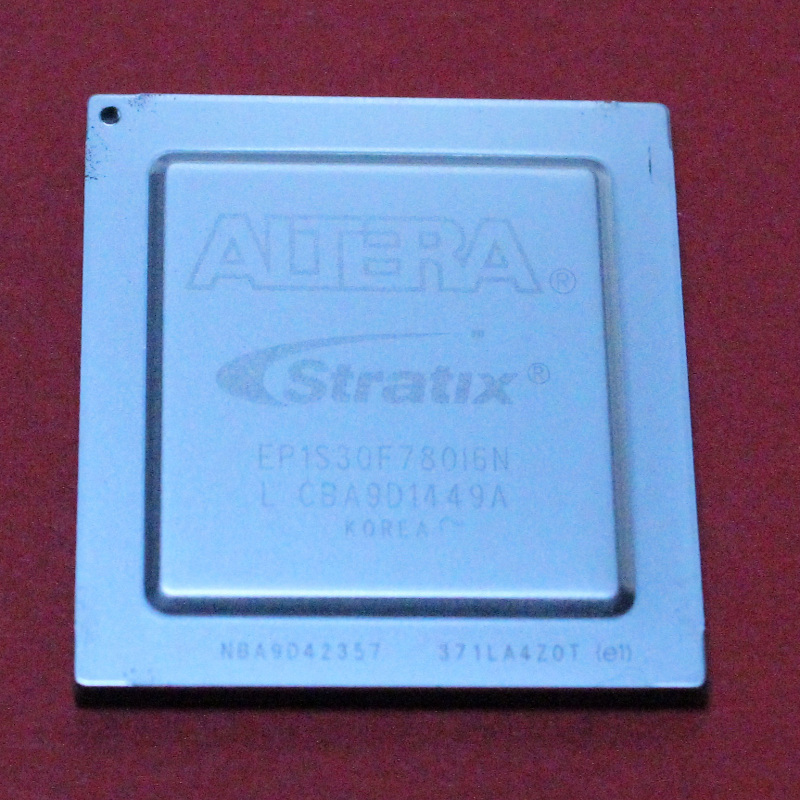 ALTERA®
Stratix®
EP1S30F780I6N
L CBA9D1449A
KOREA
NBA9D42357 371LA4Z0T (e1)